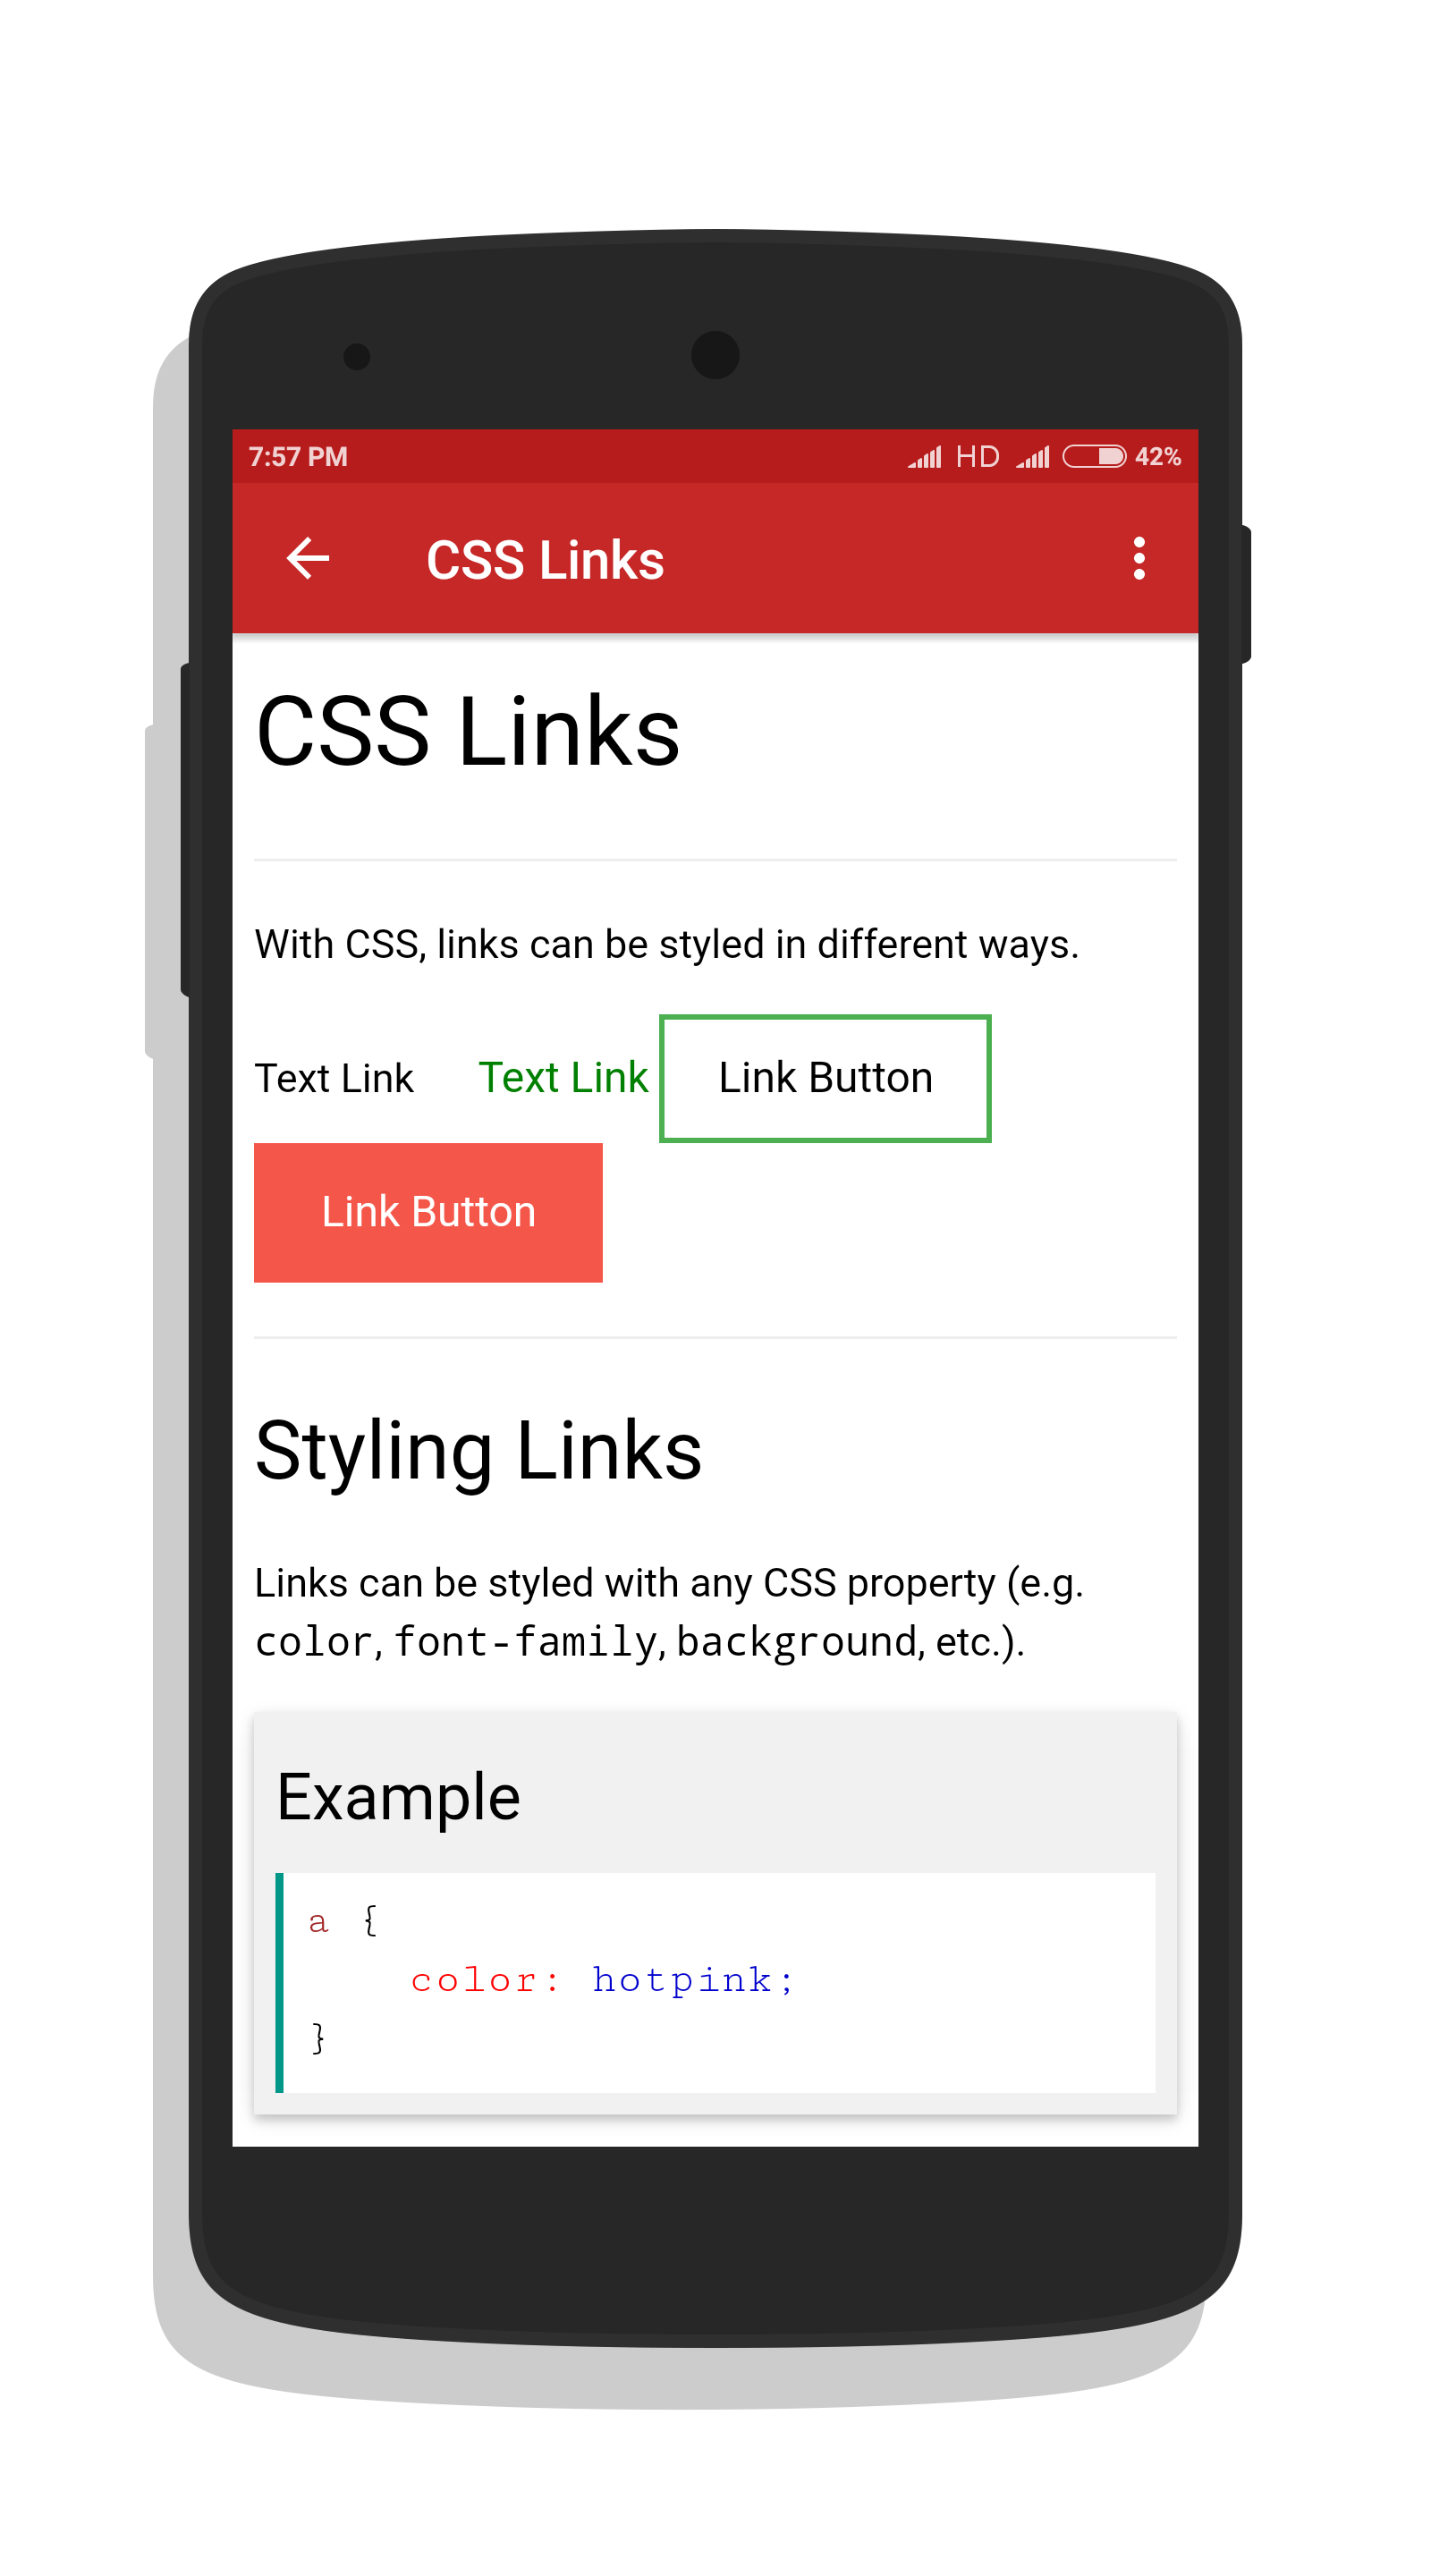 7:57 PM HD 42%
CSS Links
CSS Links
With CSS, links can be styled in different ways.
Text Link Text Link Link Button
Link Button
Styling Links
Links can be styled with any CSS property (e.g.
color, font-family, background, etc.).
Example
a {
color: hotpink;
}